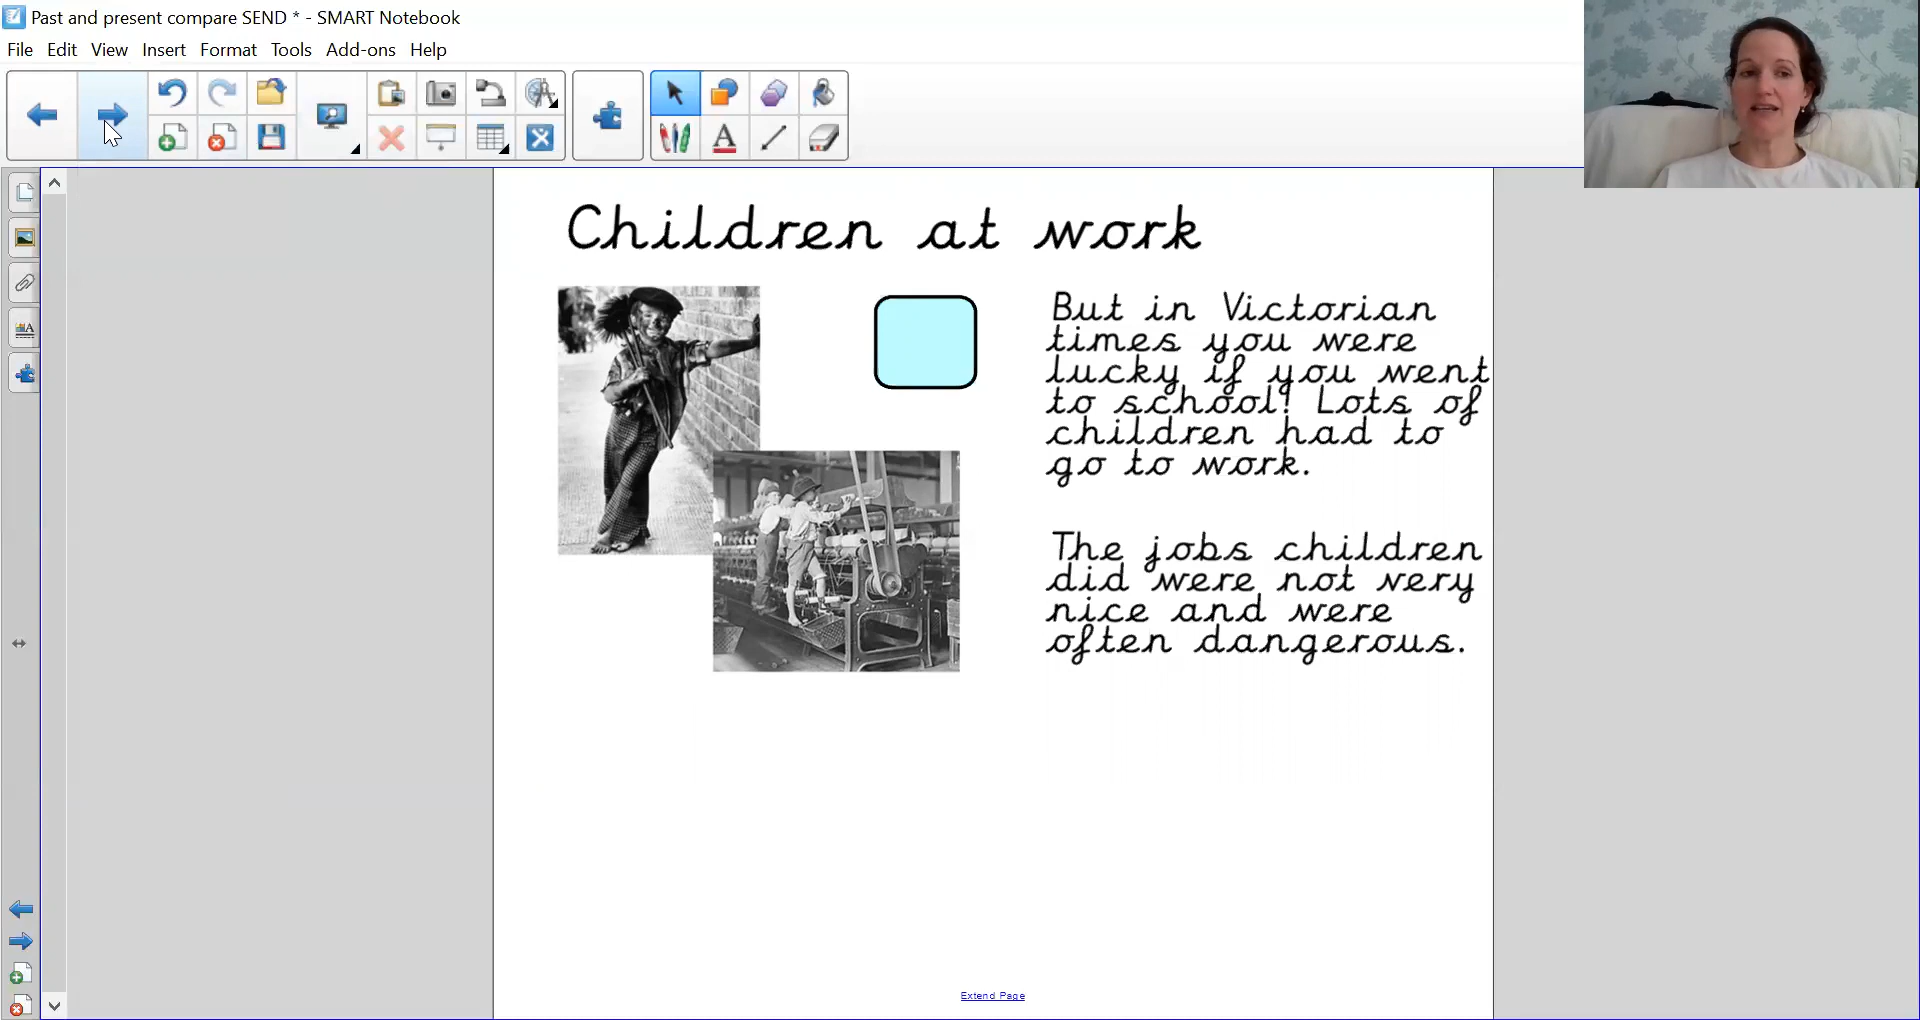 Past and present compare SEND * - SMART Notebook
File Edit View Insert Format Tools Add-ons Help
Children at work
But in Victorian
times you were
lucky if you went
to school! Lots of
children had to
go to work.
The jobs children
did were not very
nice and were
often dangerous.
Extend Page